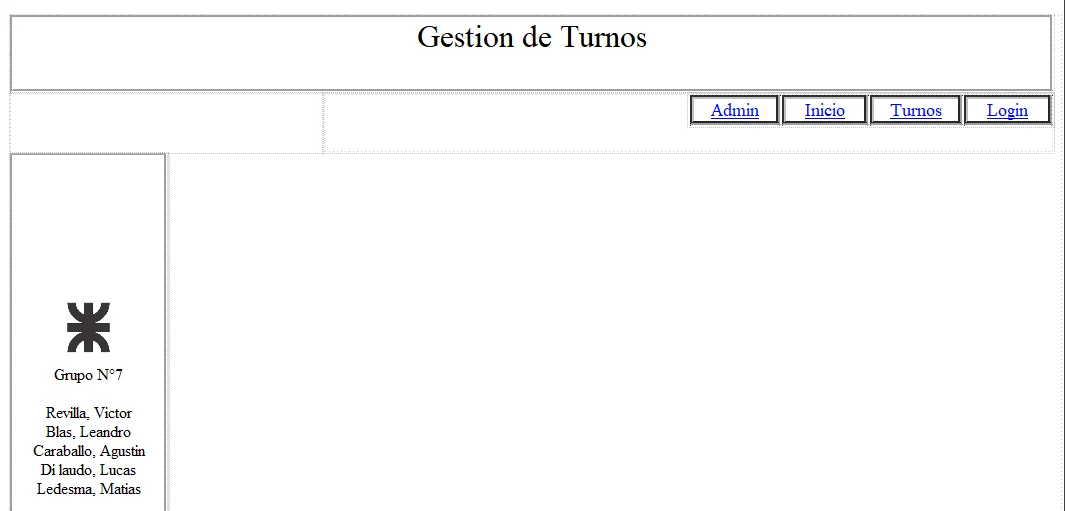 Gestion de Turnos
Admin Inicio Turnos Login
Grupo N°7
Revilla, Victor
Blas, Leandro
Caraballo, Agustin
Di laudo, Lucas
Ledesma, Matias